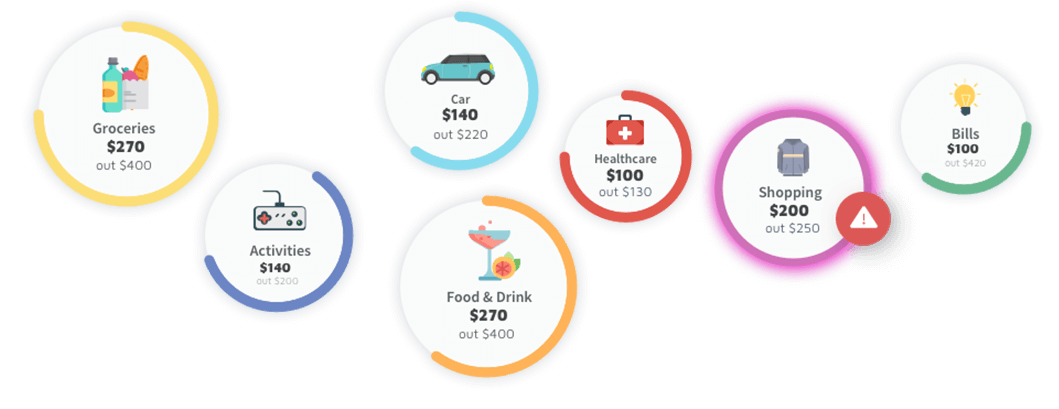 Groceries
$270
out $400
Activities
$140
out $200
Car
$140
out $220
Food & Drink
$270
out $400
Healthcare
$100
out $130
Shopping
$200
out $250
Bills
$100
out $420